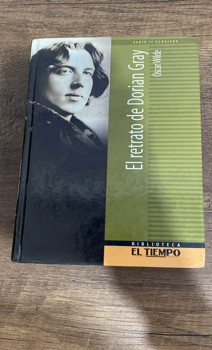 El retrato de Dorian Gray
Oscar Wilde
BIBLIOTECA
EL TIEMPO